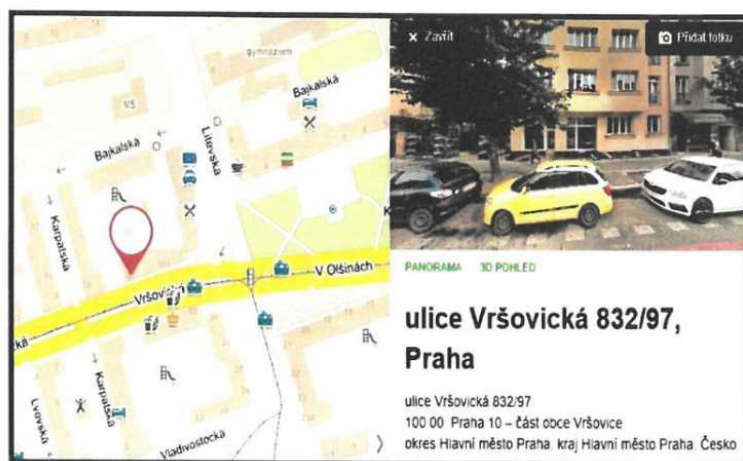 gymnázium
Bajkalská
MŠ
Litevská
Bajkalská
Karpatská
Vršovická
V Olšinách
Karpatská
Lvovská
Vladivostocká
× Zavřít
Přidat fotku
PANORAMA 3D POHLED
ulice Vršovická 832/97,
Praha
ulice Vršovická 832/97
100 00 Praha 10 – část obce Vršovice
okres Hlavní město Praha, kraj Hlavní město Praha, Česko